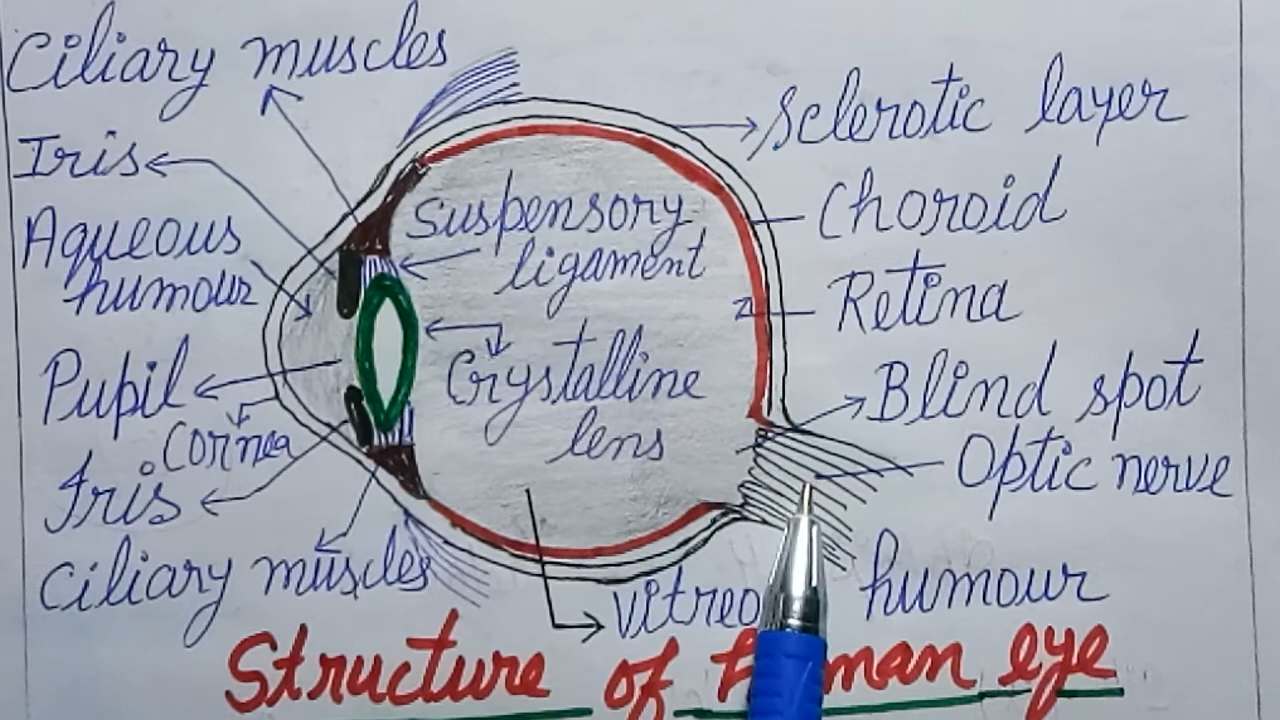 Ciliary muscles
Iris
Aqueous
humour
Pupil
Cornea
Iris
Ciliary muscles
Suspensory
ligament
Crystalline
lens
Sclerotic layer
Choroid
Retina
Blind spot
Optic nerve
Vitreo humour
Structure of H man eye